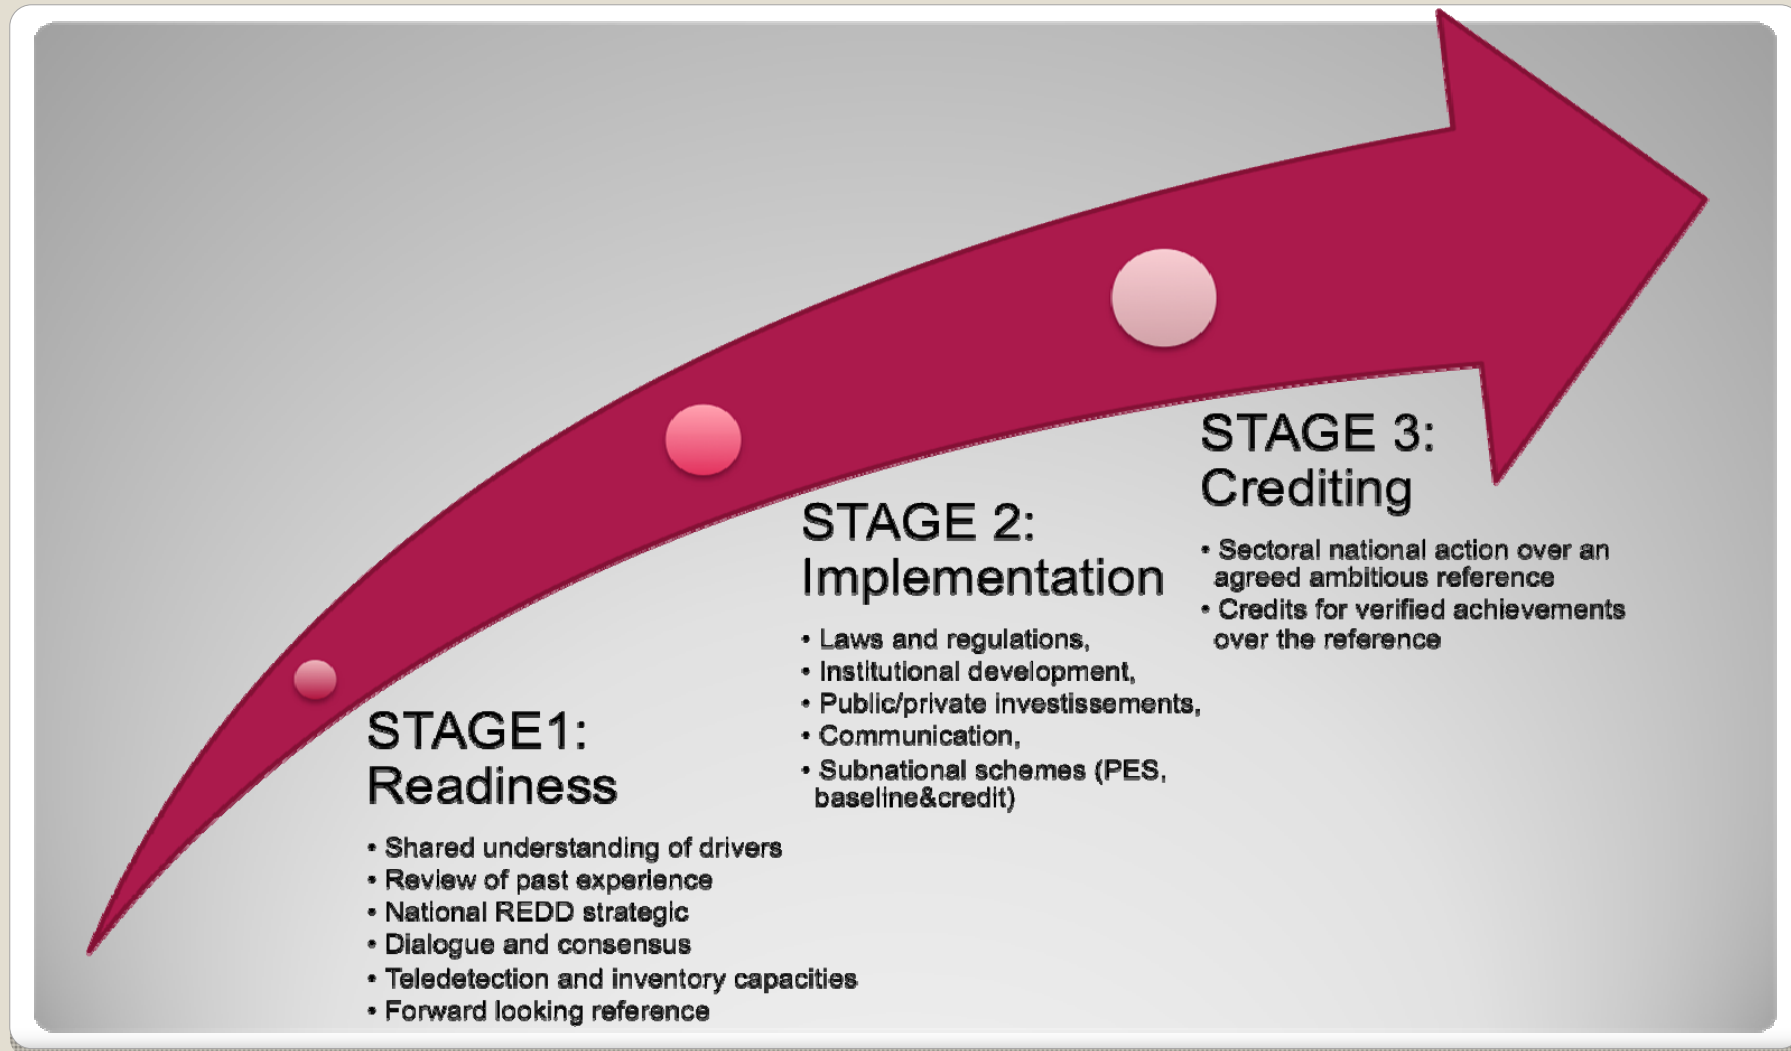 STAGE1:
Readiness
• Shared understanding of drivers
• Review of past experience
• National REDD strategic
• Dialogue and consensus
• Teledetection and inventory capacities
• Forward looking reference
STAGE 2:
Implementation
• Laws and regulations,
• Institutional development,
• Public/private investissements,
• Communication,
• Subnational schemes (PES,
baseline&credit)
STAGE 3:
Crediting
• Sectoral national action over an
agreed ambitious reference
• Credits for verified achievements
over the reference